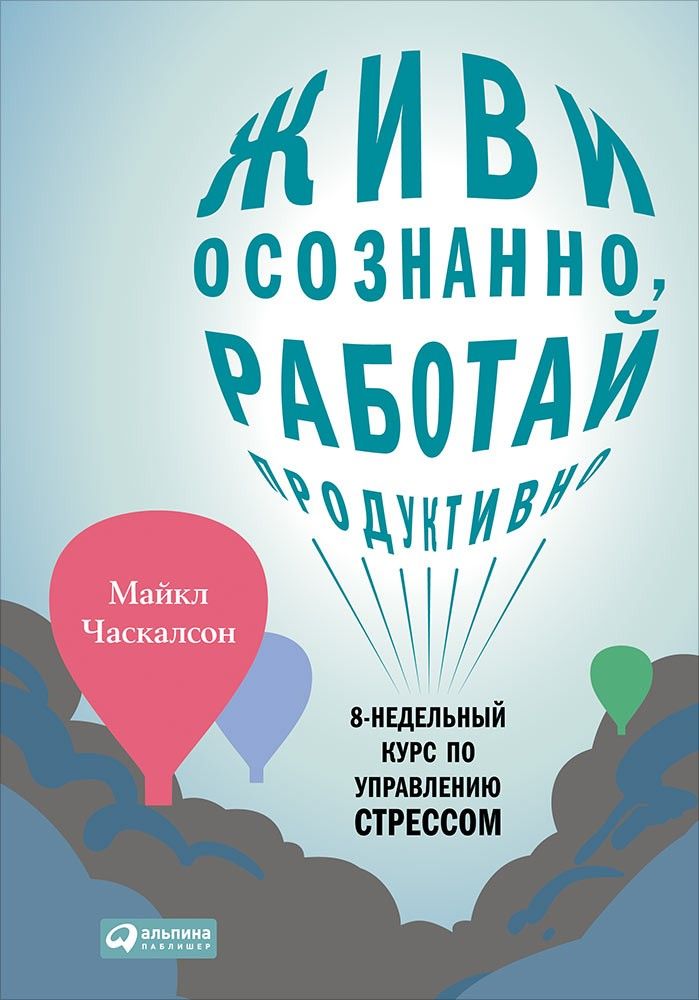 ЖИВИ
ОСОЗНАННО,
РАБОТАЙ
ПРОДУКТИВНО
Майкл
Часкалсон
8-НЕДЕЛЬНЫЙ
КУРС ПО
УПРАВЛЕНИЮ
СТРЕССОМ
альпина
ПАБЛИШЕР